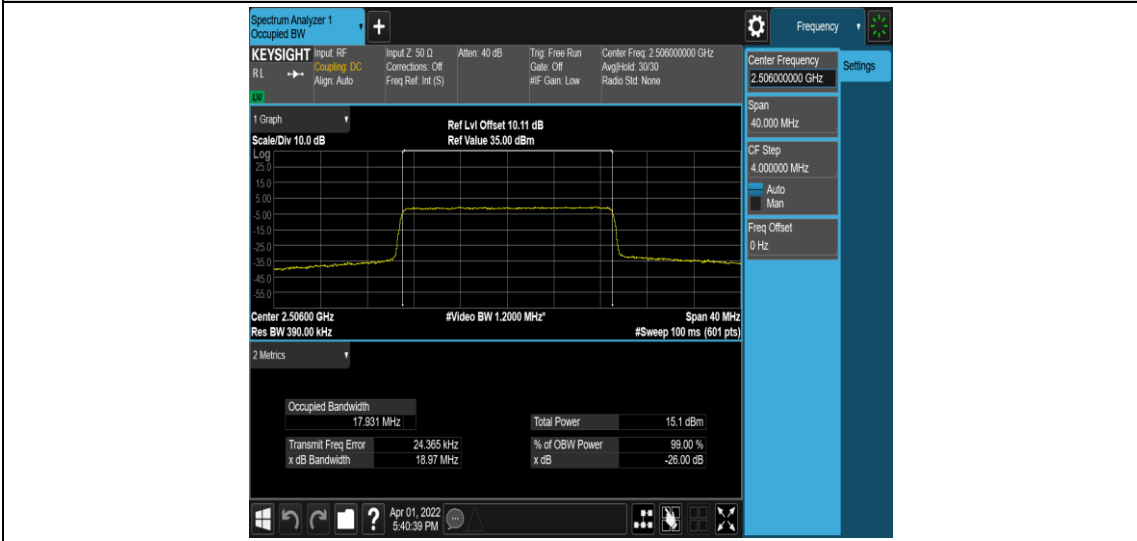 Spectrum Analyzer 1
Occupied BW
Frequency
KEYSIGHT
RL
Input: RF
Coupling: DC
Align: Auto
Input Z: 50 Ω
Corrections: Off
Freq Ref: Int (S)
Atten: 40 dB
Trig: Free Run
Gate: Off
#IF Gain: Low
Center Freq: 2.506000000 GHz
Avg|Hold: 30/30
Radio Std: None
Center Frequency
2.506000000 GHz
Settings
Span
40.000 MHz
CF Step
4.000000 MHz
Auto
Man
Freq Offset
0 Hz
1 Graph
Scale/Div 10.0 dB
Ref Lvl Offset 10.11 dB
Ref Value 35.00 dBm
Log
25.0
15.0
5.00
-5.00
-15.0
-25.0
-35.0
-45.0
-55.0
Center 2.50600 GHz
#Video BW 1.2000 MHz*
Span 40 MHz
Res BW 390.00 kHz
#Sweep 100 ms (601 pts)
2 Metrics
Occupied Bandwidth
17.931 MHz
Total Power 15.1 dBm
Transmit Freq Error 24.365 kHz
% of OBW Power 99.00 %
x dB Bandwidth 18.97 MHz
x dB -26.00 dB
?
Apr 01, 2022
5:40:39 PM